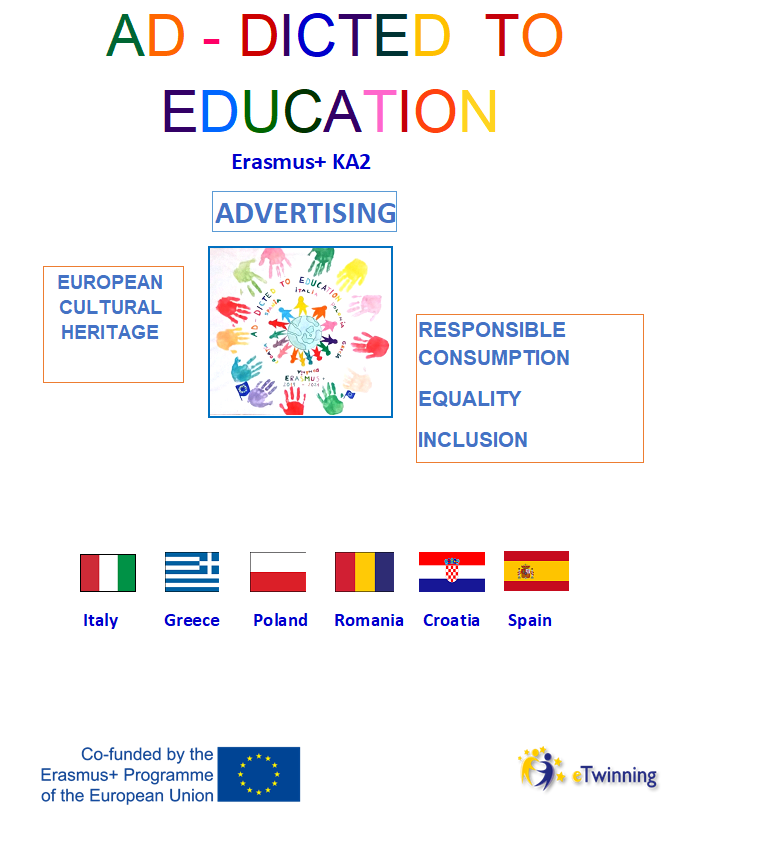 AD - DICTED TO
EDUCATION
Erasmus+ KA2
ADVERTISING
EUROPEAN
CULTURAL
HERITAGE
AD - DICTED TO EDUCATION
ITALIA
ERASMUS +
RESPONSIBLE
CONSUMPTION
EQUALITY
INCLUSION
Italy
Greece
Poland
Romania
Croatia
Spain
Co-funded by the
Erasmus+ Programme
of the European Union
eTwinning